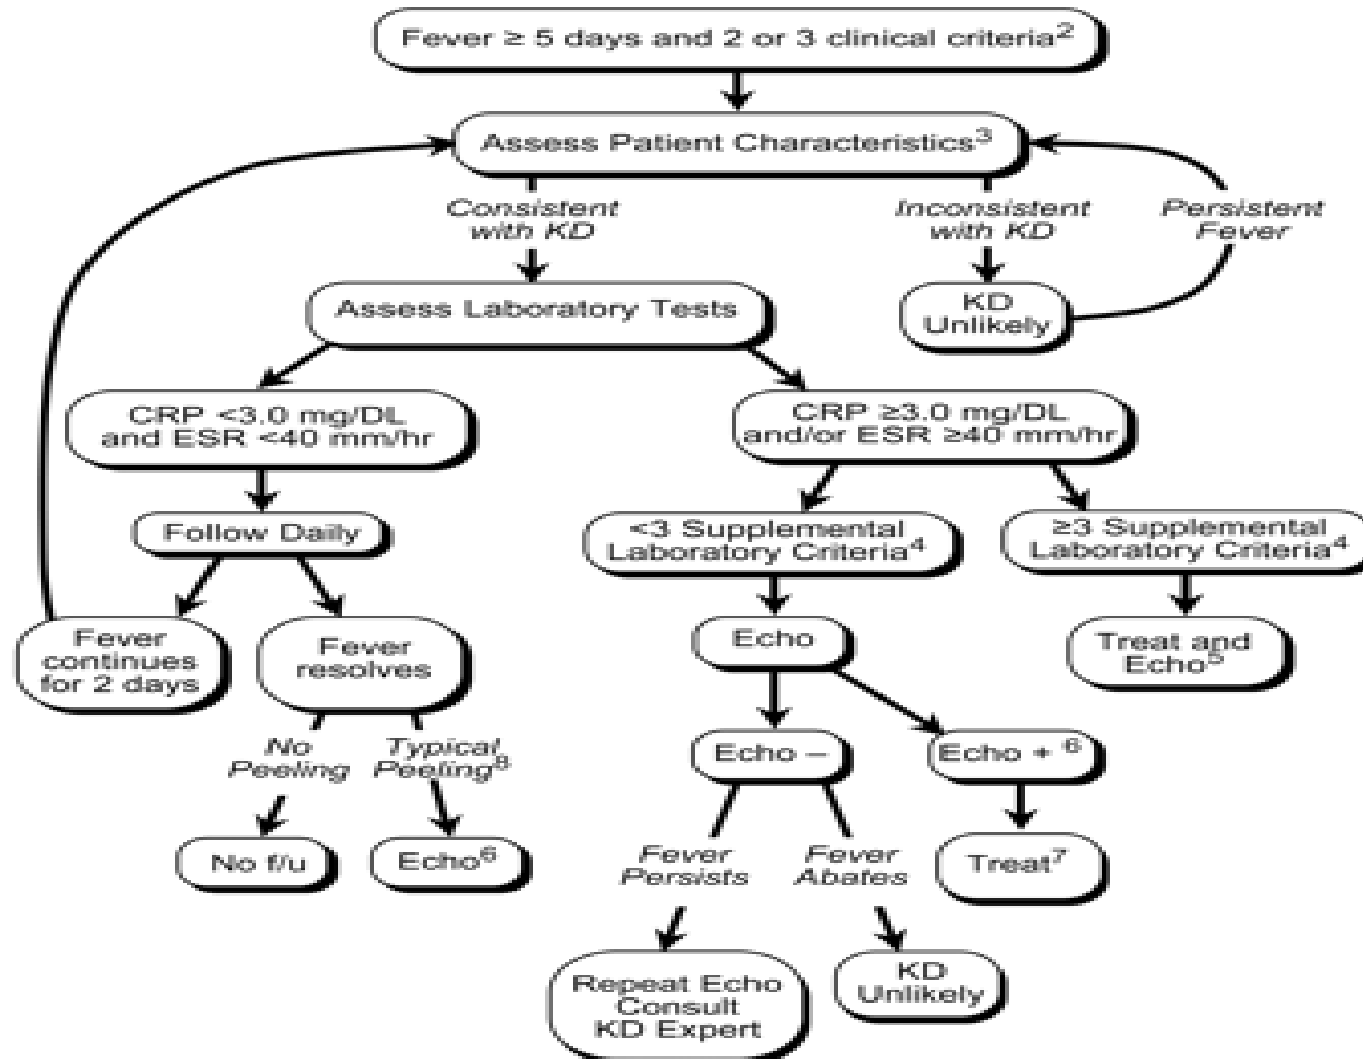 Fever ≥ 5 days and 2 or 3 clinical criteria²
Assess Patient Characteristics³
Consistent
with KD
Inconsistent
with KD
Persistent
Fever
Assess Laboratory Tests
KD
Unlikely
CRP <3.0 mg/DL
and ESR <40 mm/hr
CRP ≥3.0 mg/DL
and/or ESR ≥40 mm/hr
Follow Daily
<3 Supplemental
Laboratory Criteria⁴
≥3 Supplemental
Laboratory Criteria⁴
Fever
continues
for 2 days
Fever
resolves
Echo
Treat and
Echo⁵
No
Peeling
Typical
Peeling⁸
Echo –
Echo + ⁶
No f/u
Echo⁶
Fever
Persists
Fever
Abates
Treat⁷
Repeat Echo
Consult
KD Expert
KD
Unlikely